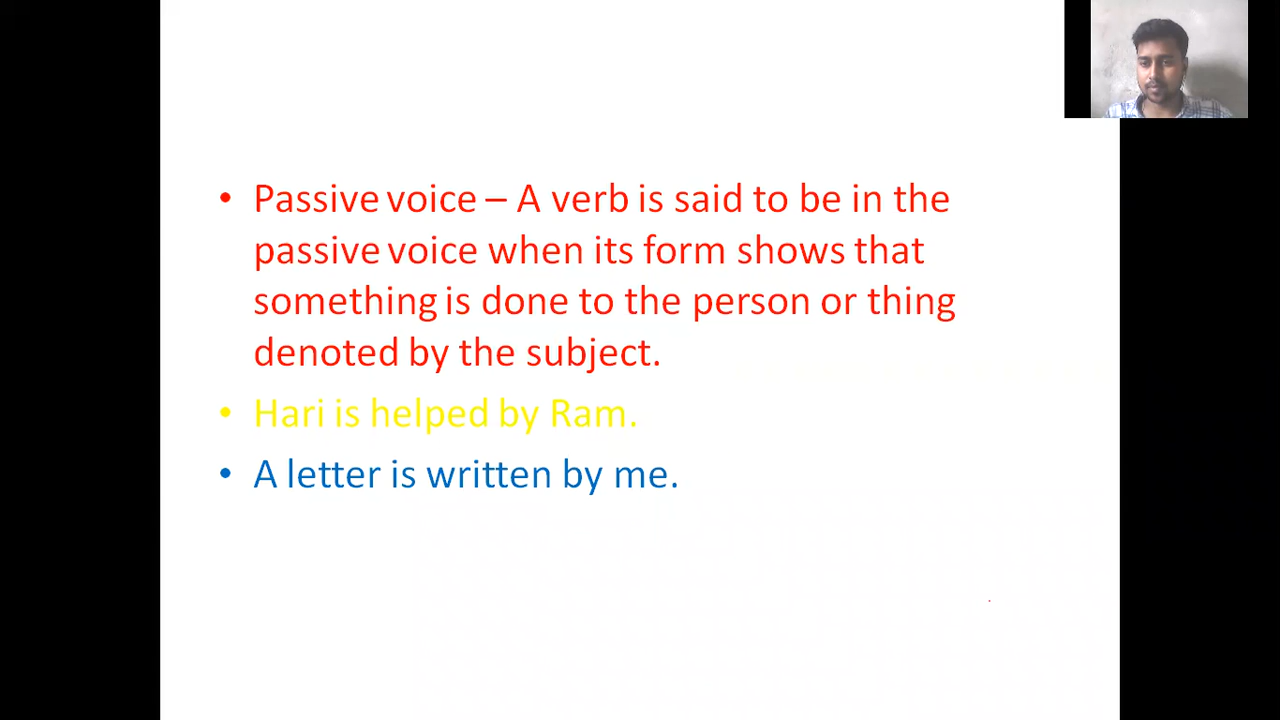 • Passive voice – A verb is said to be in the
passive voice when its form shows that
something is done to the person or thing
denoted by the subject.
• Hari is helped by Ram.
• A letter is written by me.